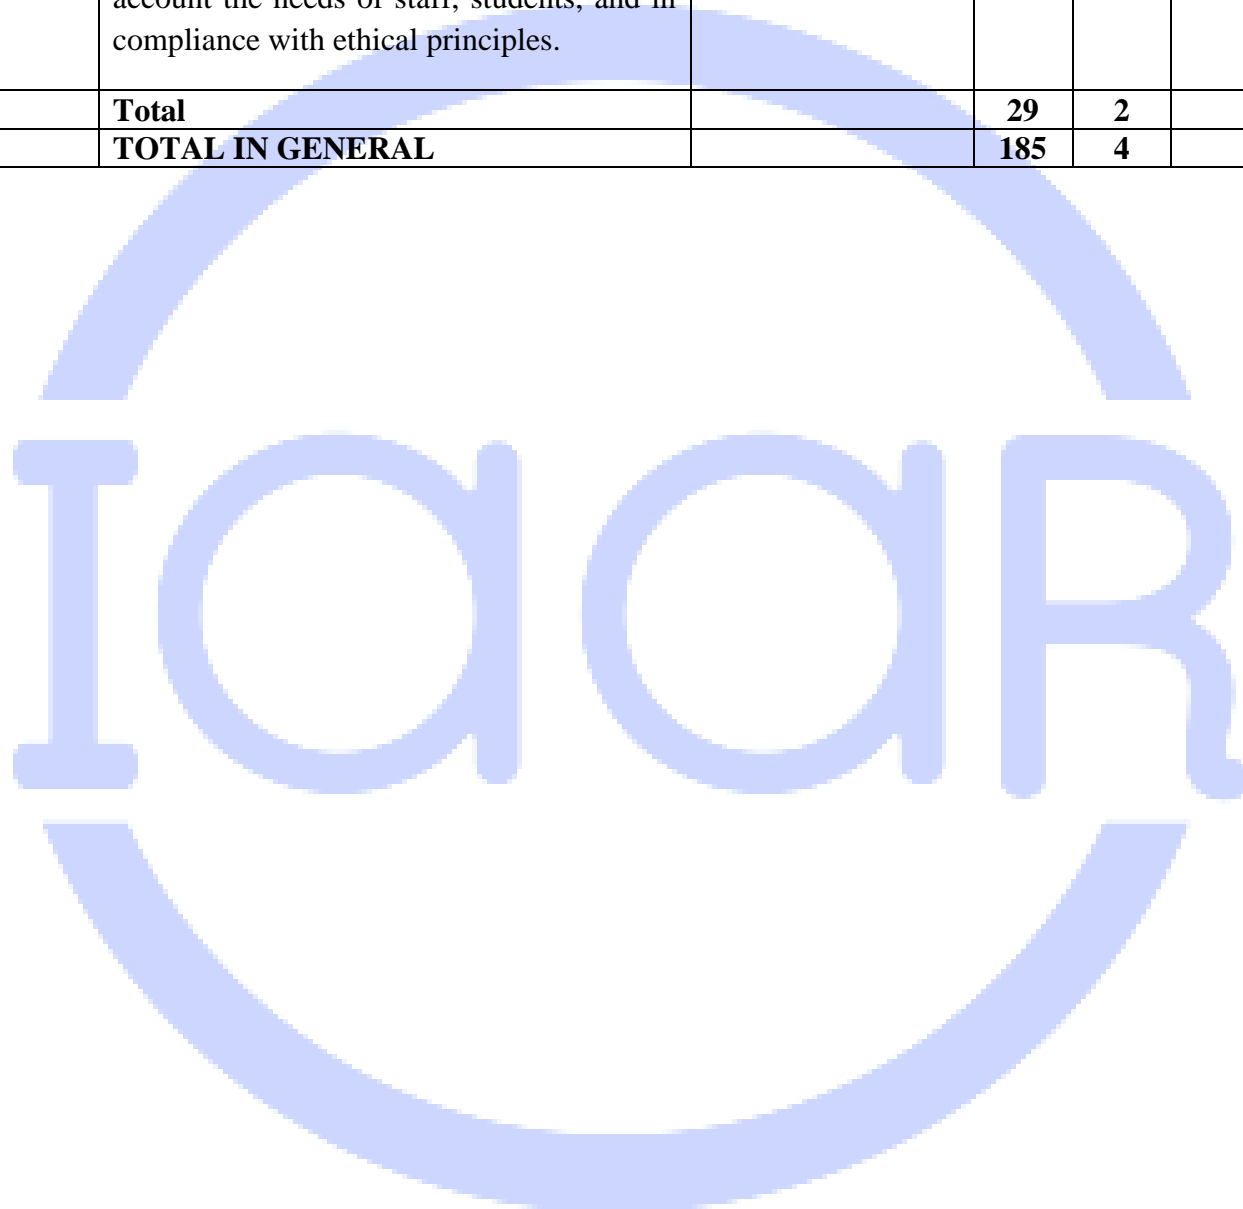 account the needs of staff, students, and in
compliance with ethical principles.
Total 29 2
TOTAL IN GENERAL 185 4
IaaR